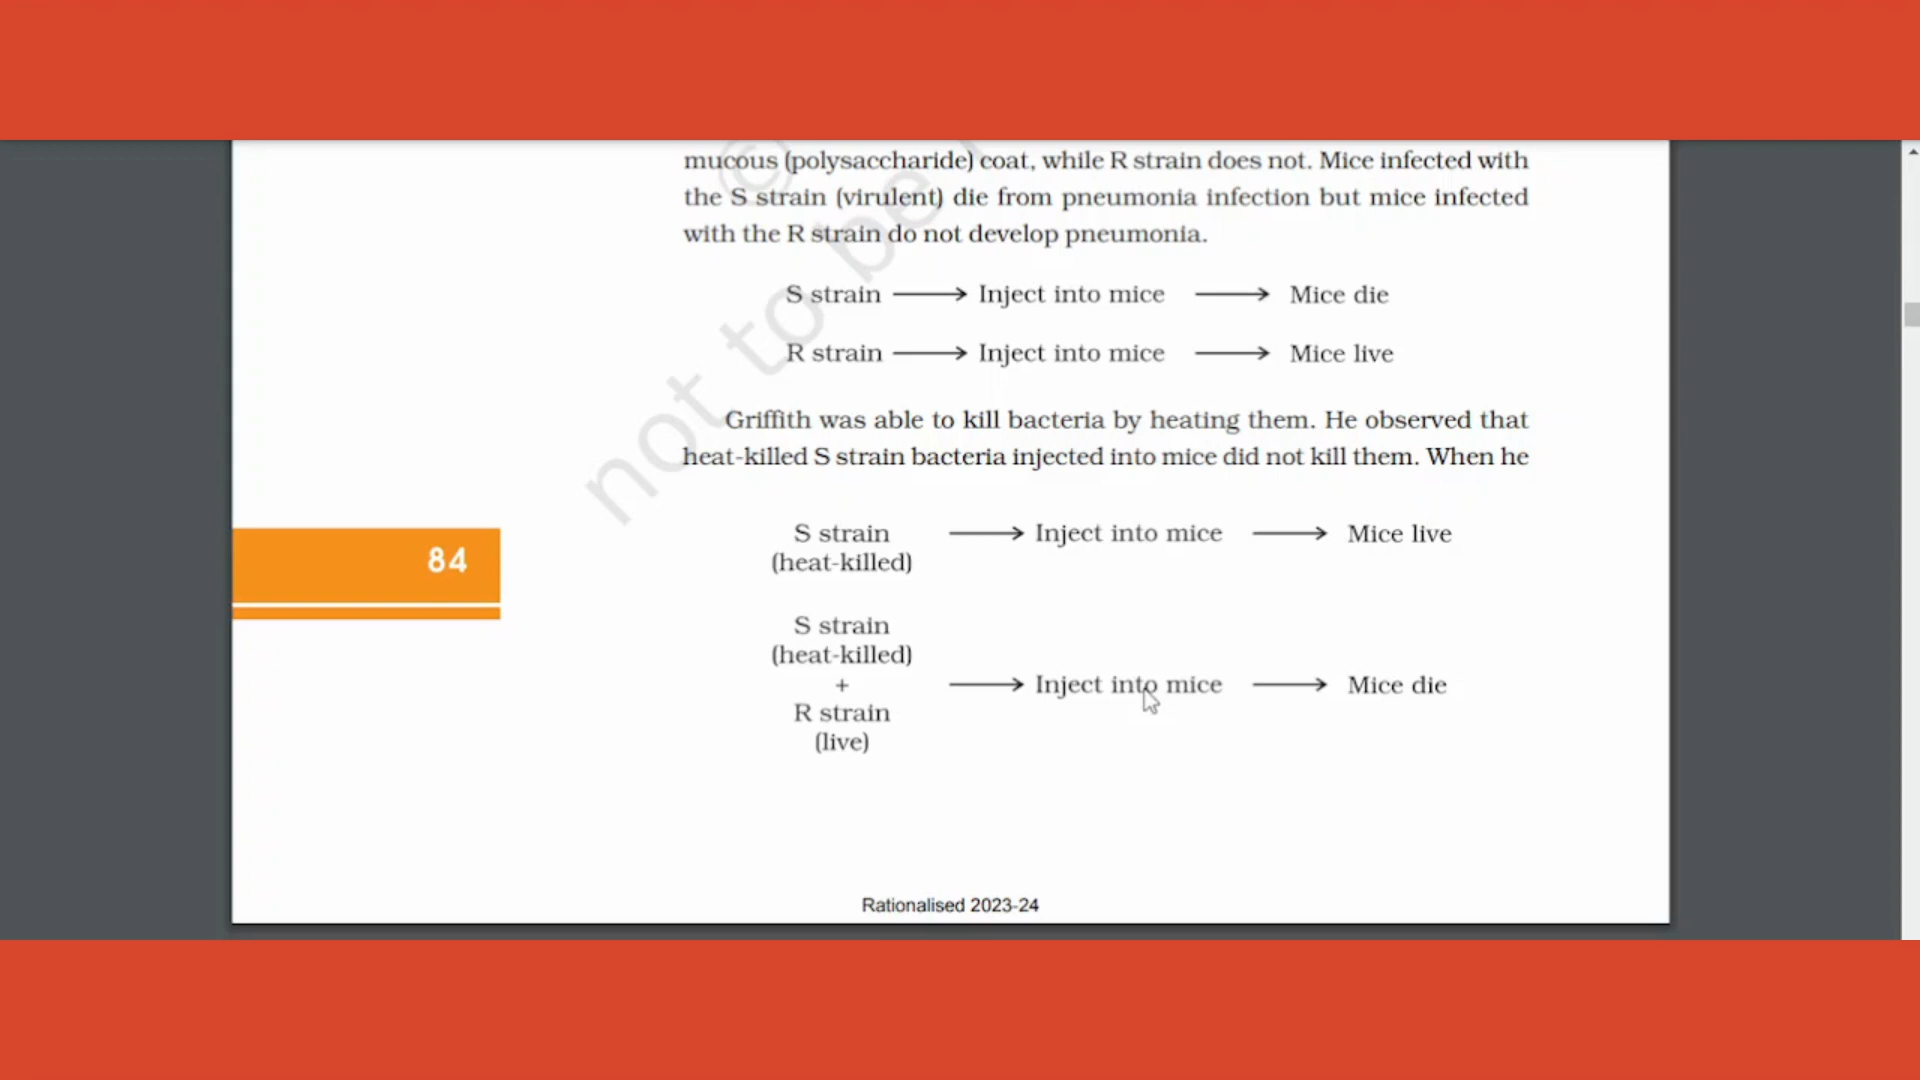 mucous (polysaccharide) coat, while R strain does not. Mice infected with
the S strain (virulent) die from pneumonia infection but mice infected
with the R strain do not develop pneumonia.
S strain ⟶ Inject into mice ⟶ Mice die
R strain ⟶ Inject into mice ⟶ Mice live
Griffith was able to kill bacteria by heating them. He observed that
heat-killed S strain bacteria injected into mice did not kill them. When he
S strain ⟶ Inject into mice ⟶ Mice live
(heat-killed)
84
S strain
(heat-killed)
+ ⟶ Inject into mice ⟶ Mice die
R strain
(live)
Rationalised 2023-24
©
not to be